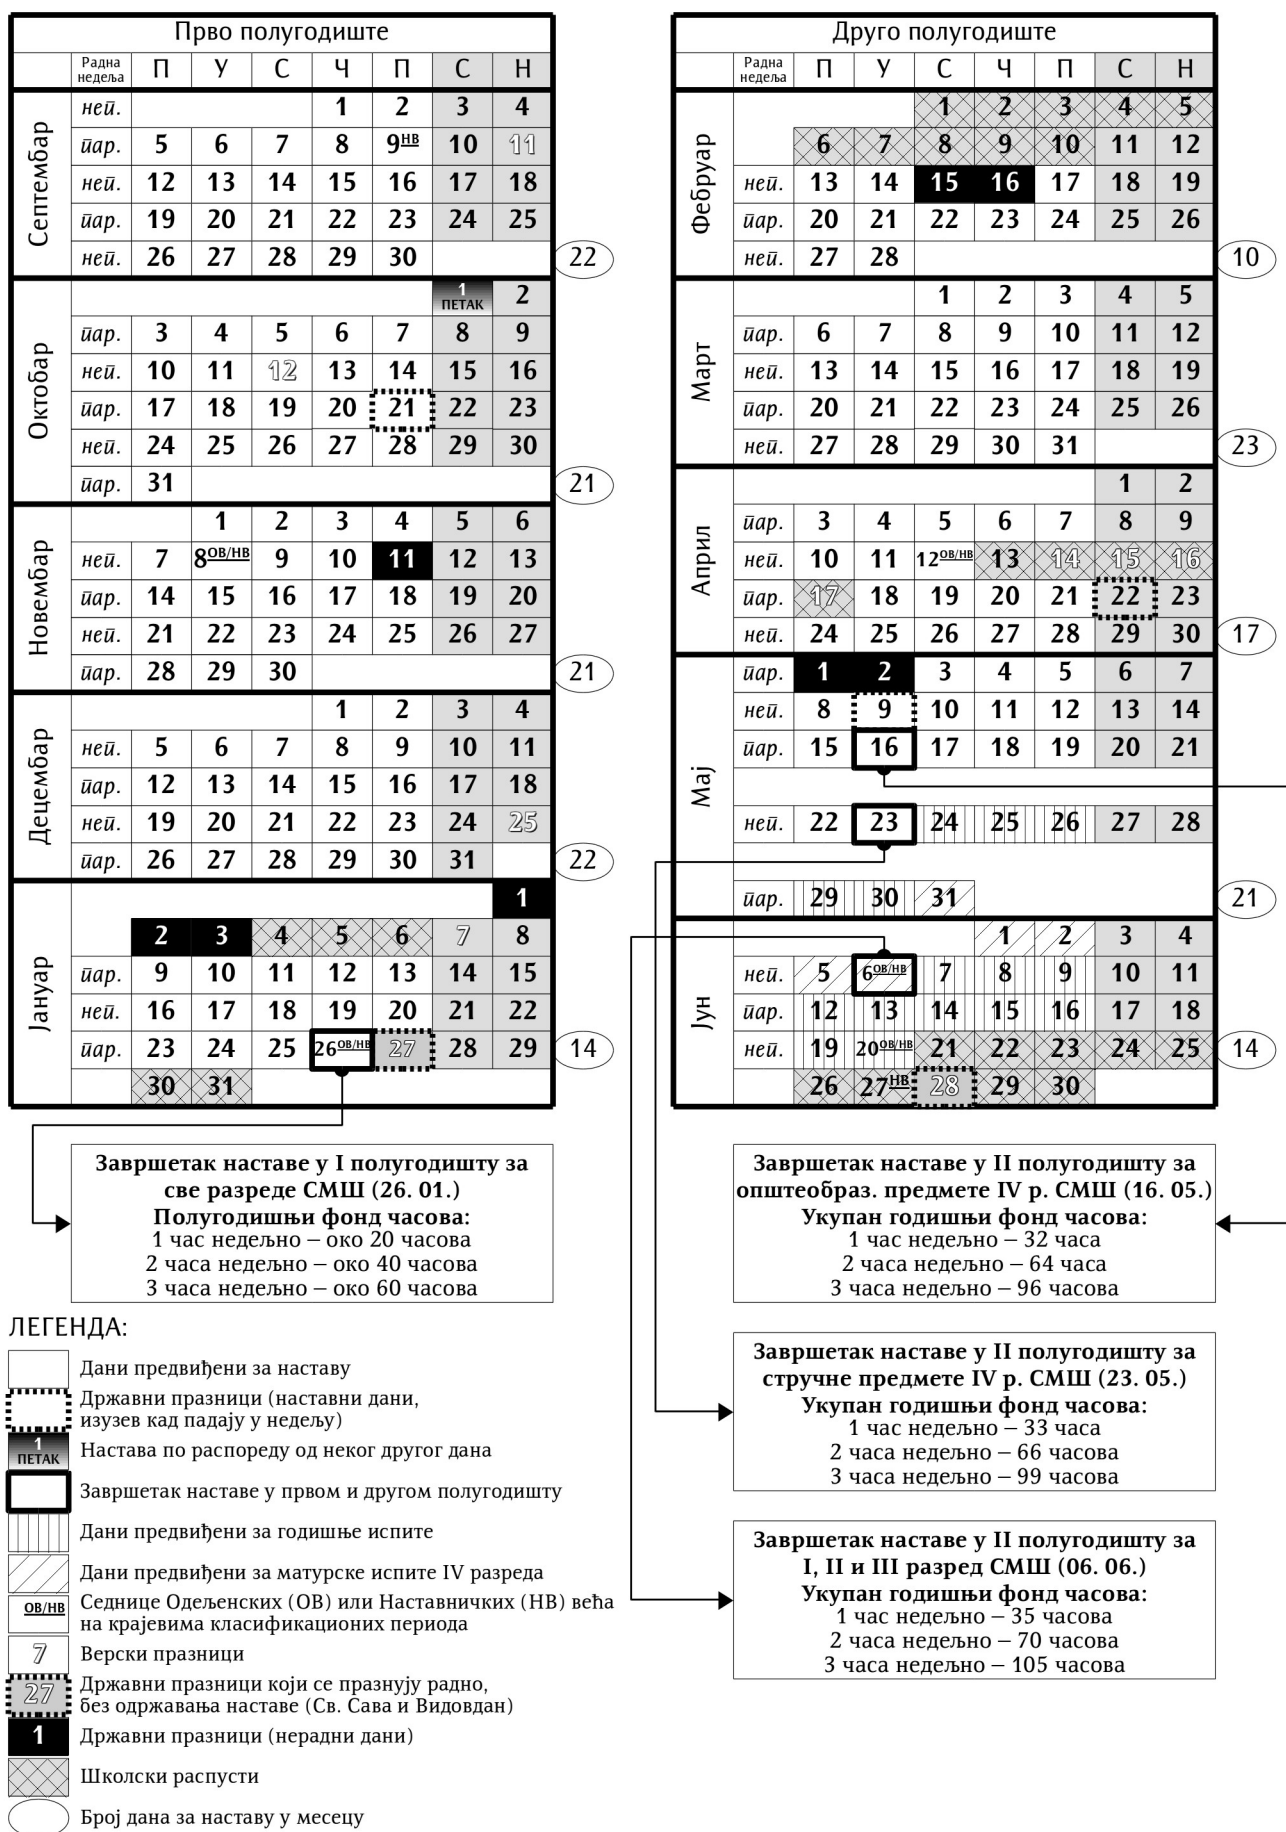 Прво полугодиште
Радна недеља П У С Ч П С Н
Септембар
неп. 1 2 3 4
пар. 5 6 7 8 9НВ 10 11
неп. 12 13 14 15 16 17 18
пар. 19 20 21 22 23 24 25
неп. 26 27 28 29 30 22
Октобар
1 ПЕТАК 2
пар. 3 4 5 6 7 8 9
неп. 10 11 12 13 14 15 16
пар. 17 18 19 20 21 22 23
неп. 24 25 26 27 28 29 30
пар. 31 21
Новембар
1 2 3 4 5 6
неп. 7 8ОВ/НВ 9 10 11 12 13
пар. 14 15 16 17 18 19 20
неп. 21 22 23 24 25 26 27
пар. 28 29 30 21
Децембар
1 2 3 4
неп. 5 6 7 8 9 10 11
пар. 12 13 14 15 16 17 18
неп. 19 20 21 22 23 24 25
пар. 26 27 28 29 30 31 22
Јануар
1
2 3 4 5 6 7 8
пар. 9 10 11 12 13 14 15
неп. 16 17 18 19 20 21 22
пар. 23 24 25 26ОВ/НВ 27 28 29 14
30 31
Завршетак наставе у I полугодишту за
све разреде СМШ (26. 01.)
Полугодишњи фонд часова:
1 час недељно – око 20 часова
2 часа недељно – око 40 часова
3 часа недељно – око 60 часова
Друго полугодиште
Радна недеља П У С Ч П С Н
Фебруар
1 2 3 4 5
6 7 8 9 10 11 12
неп. 13 14 15 16 17 18 19
пар. 20 21 22 23 24 25 26
неп. 27 28 10
Март
1 2 3 4 5
пар. 6 7 8 9 10 11 12
неп. 13 14 15 16 17 18 19
пар. 20 21 22 23 24 25 26
неп. 27 28 29 30 31 23
Април
1 2
пар. 3 4 5 6 7 8 9
неп. 10 11 12ОВ/НВ 13 14 15 16
пар. 17 18 19 20 21 22 23
неп. 24 25 26 27 28 29 30 17
Мај
пар. 1 2 3 4 5 6 7
неп. 8 9 10 11 12 13 14
пар. 15 16 17 18 19 20 21
неп. 22 23 24 25 26 27 28
пар. 29 30 31 21
Јун
1 2 3 4
неп. 5 6ОВ/НВ 7 8 9 10 11
пар. 12 13 14 15 16 17 18
неп. 19 20ОВ/НВ 21 22 23 24 25 14
26 27НВ 28 29 30
Завршетак наставе у II полугодишту за
општеобраз. предмете IV р. СМШ (16. 05.)
Укупан годишњи фонд часова:
1 час недељно – 32 часа
2 часа недељно – 64 часа
3 часа недељно – 96 часова
Завршетак наставе у II полугодишту за
стручне предмете IV р. СМШ (23. 05.)
Укупан годишњи фонд часова:
1 час недељно – 33 часа
2 часа недељно – 66 часова
3 часа недељно – 99 часова
Завршетак наставе у II полугодишту за
I, II и III разред СМШ (06. 06.)
Укупан годишњи фонд часова:
1 час недељно – 35 часова
2 часа недељно – 70 часова
3 часа недељно – 105 часова
ЛЕГЕНДА:
Дани предвиђени за наставу
Државни празници (наставни дани,
изузев кад падају у недељу)
1 ПЕТАК Настава по распореду од неког другог дана
Завршетак наставе у првом и другом полугодишту
Дани предвиђени за годишње испите
Дани предвиђени за матурске испите IV разреда
ОВ/НВ Седнице Одељенских (ОВ) или Наставничких (НВ) већа
на крајевима класификационих периода
7 Верски празници
27 Државни празници који се празнују радно,
без одржавања наставе (Св. Сава и Видовдан)
1 Државни празници (нерадни дани)
Школски распусти
Број дана за наставу у месецу